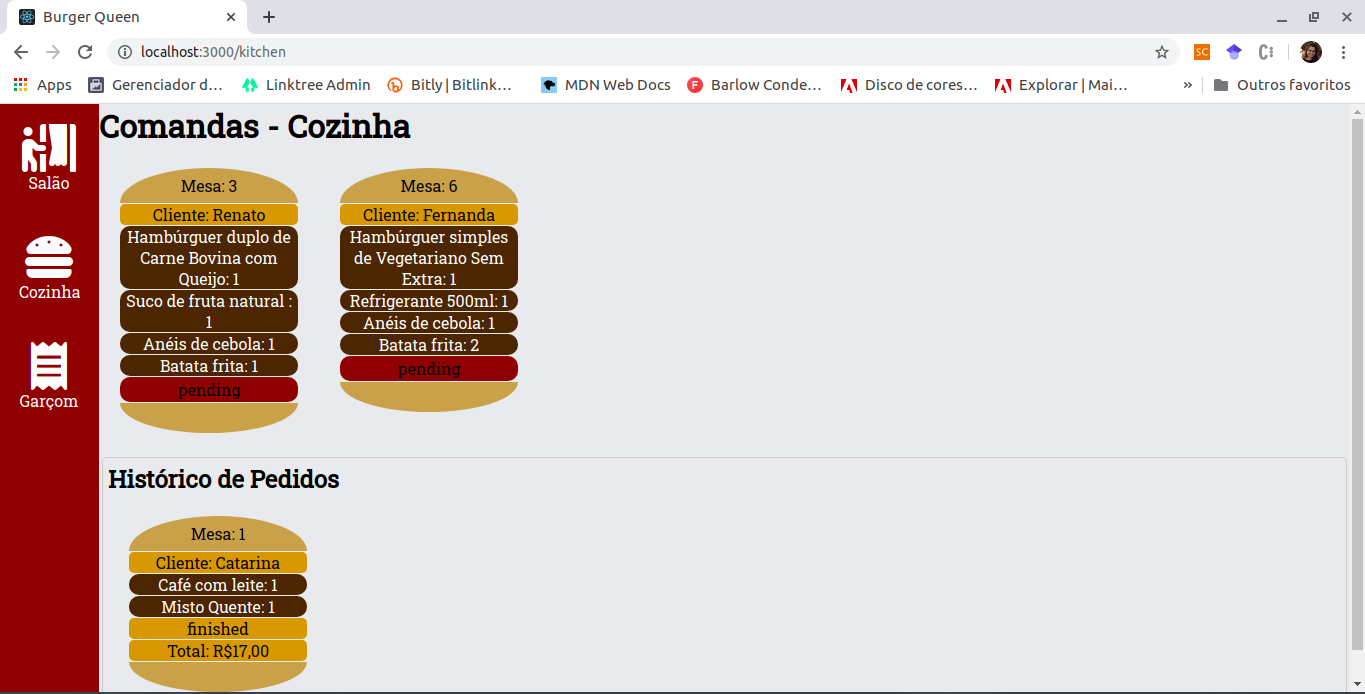 Burger Queen
localhost:3000/kitchen
SC
Apps
Gerenciador d...
Linktree Admin
Bitly | Bitlink...
MDN Web Docs
F
Barlow Conde...
Disco de cores...
Explorar | Mai...
»
Outros favoritos
Salão
Cozinha
Garçom
Comandas - Cozinha
Mesa: 3
Cliente: Renato
Hambúrguer duplo de
Carne Bovina com
Queijo: 1
Suco de fruta natural :
1
Anéis de cebola: 1
Batata frita: 1
pending
Mesa: 6
Cliente: Fernanda
Hambúrguer simples
de Vegetariano Sem
Extra: 1
Refrigerante 500ml: 1
Anéis de cebola: 1
Batata frita: 2
pending
Histórico de Pedidos
Mesa: 1
Cliente: Catarina
Café com leite: 1
Misto Quente: 1
finished
Total: R$17,00